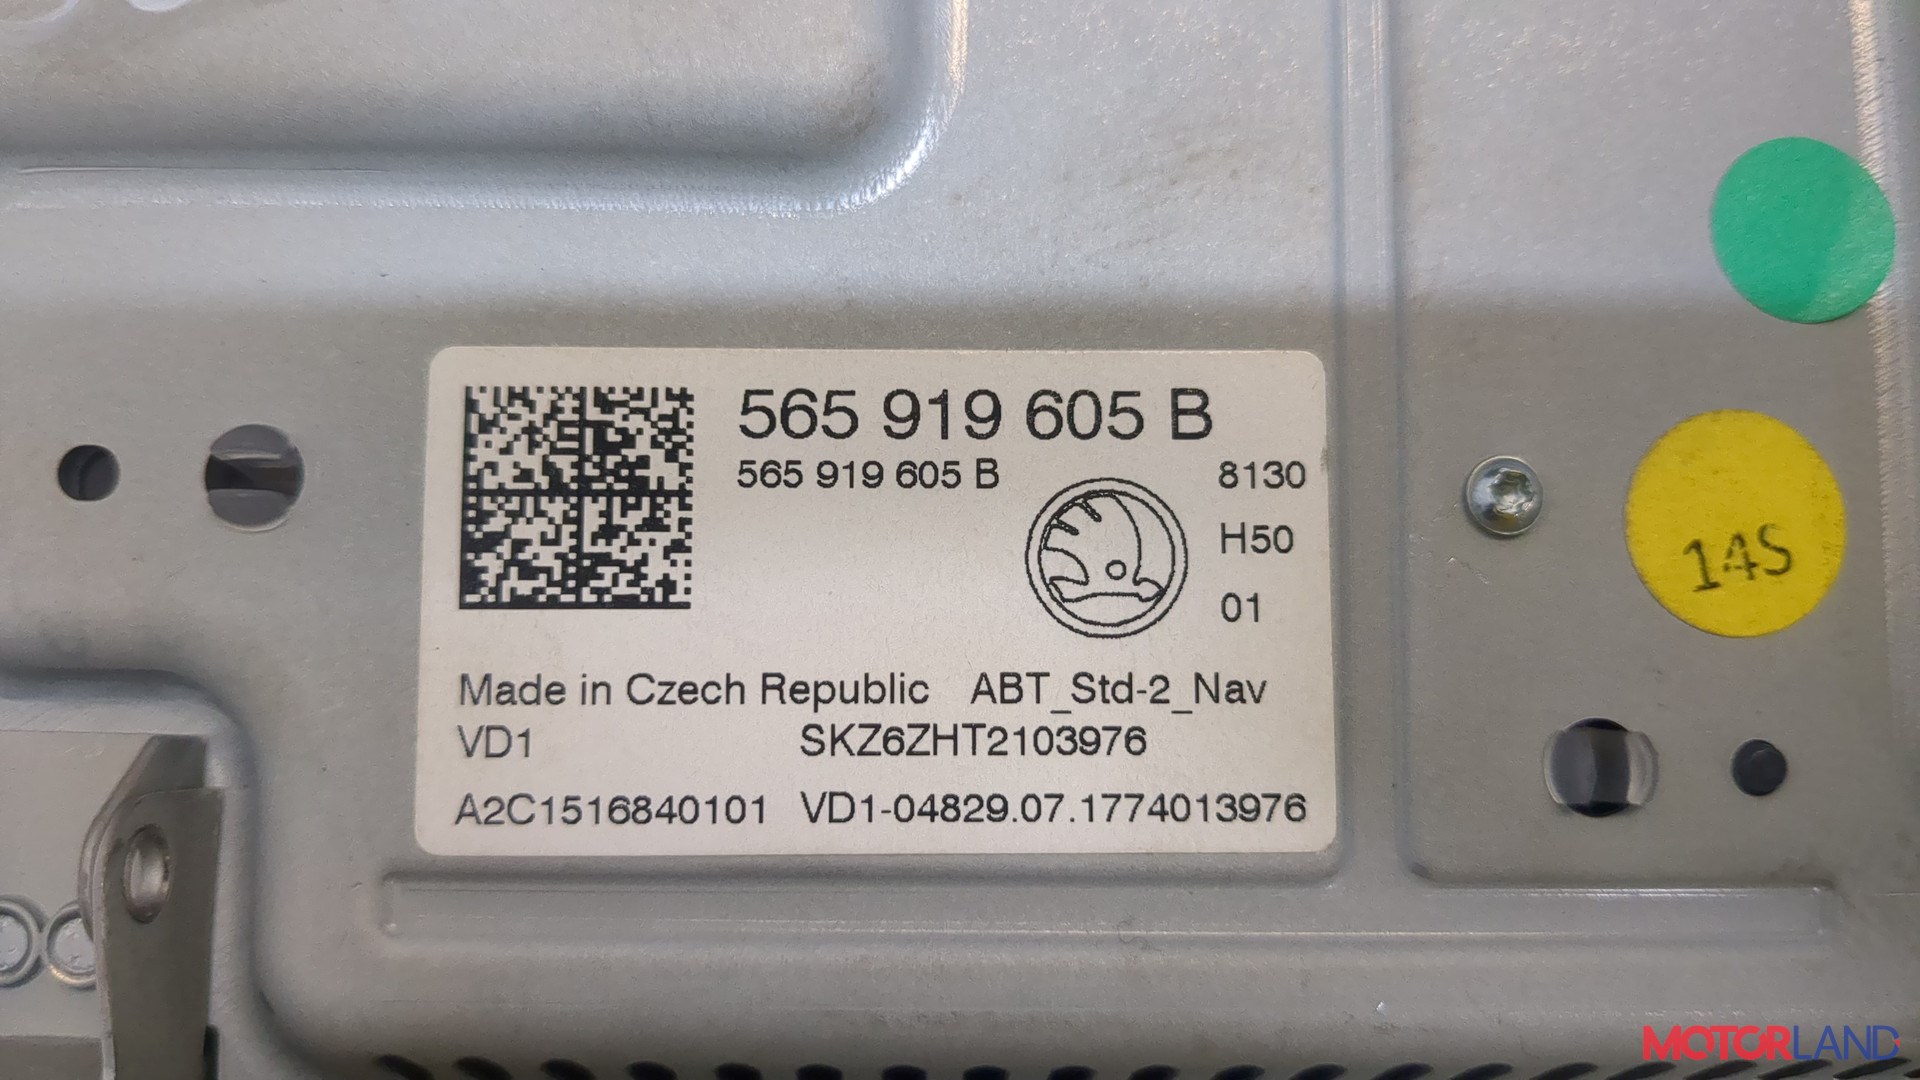 565 919 605 B
565 919 605 B
8130
H50
01
Made in Czech Republic ABT_Std-2_Nav
VD1 SKZ6ZHT2103976
A2C1516840101 VD1-04829.07.1774013976
14S
MOTORLAND